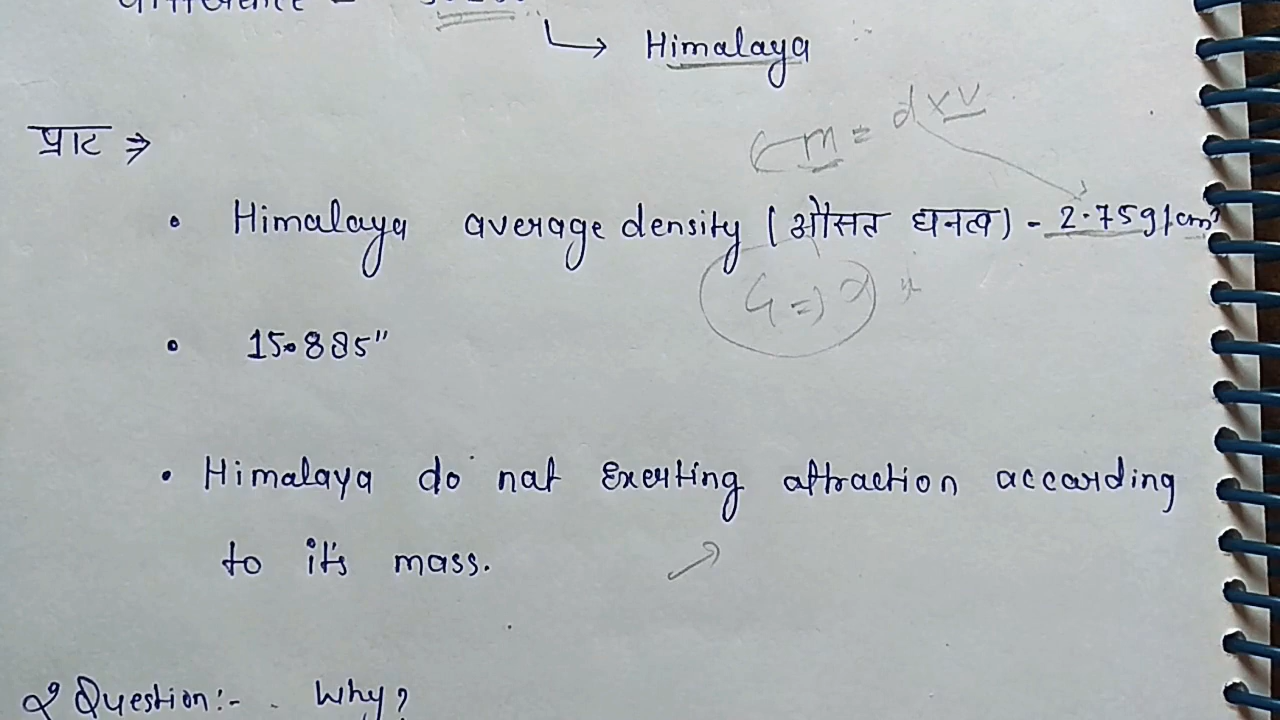 Himalaya
प्राट ⇒
m = d x v
• Himalaya average density (औसत घनत्व) - 2.75g/cm³
G =)
• 15.885"
• Himalaya do nat Exerting attraction according
to it's mass.
Question:- . Why?